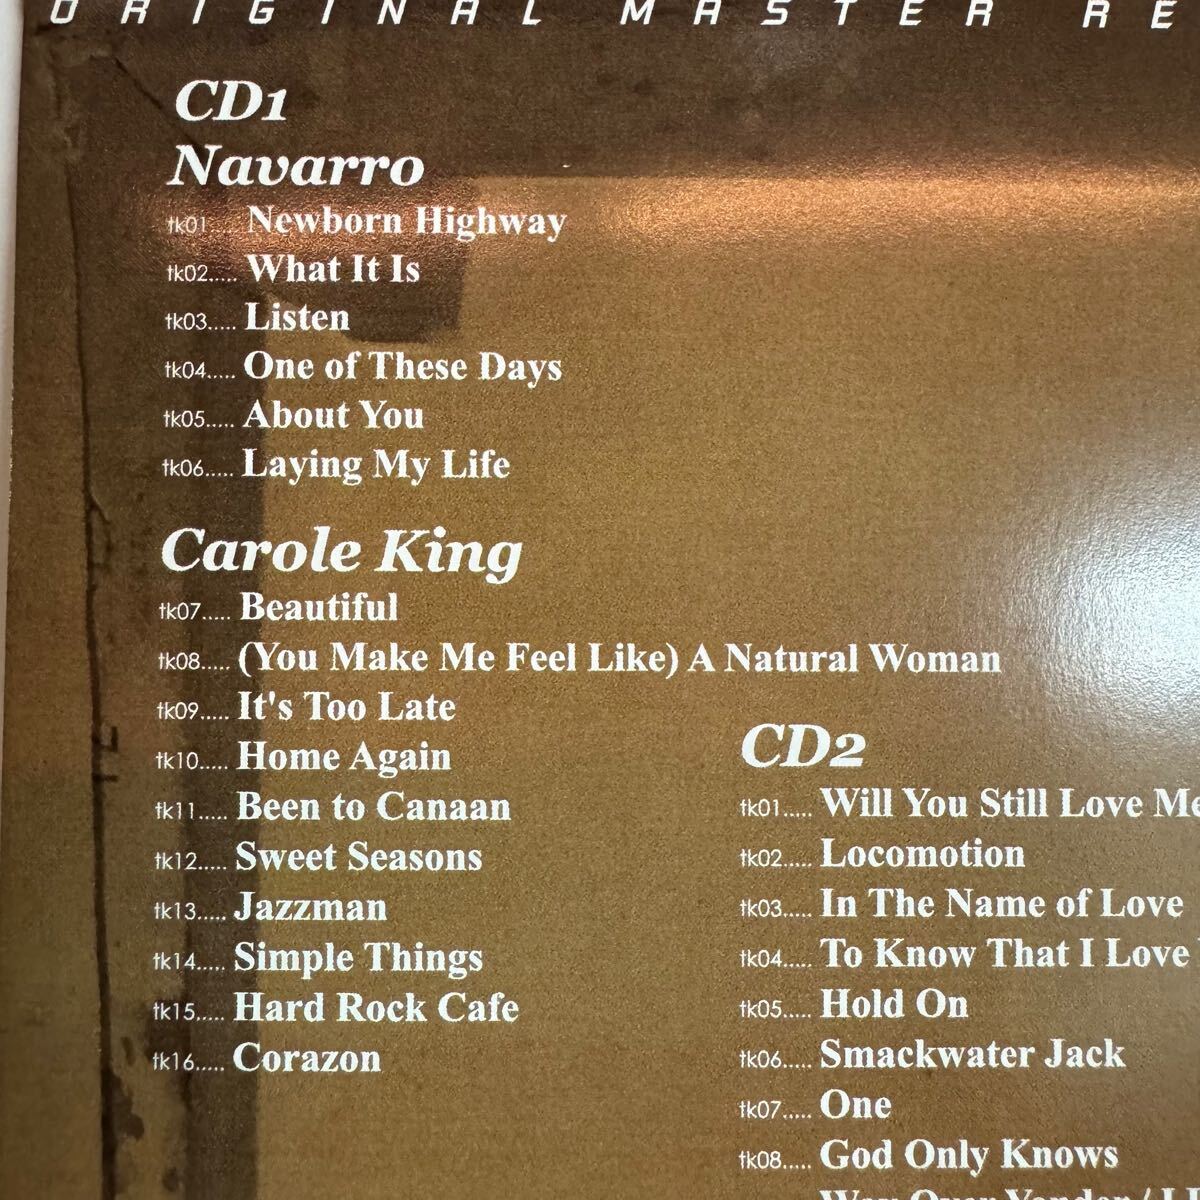 ORIGINAL MASTER RE
CD1
Navarro
tk01..... Newborn Highway
tk02..... What It Is
tk03..... Listen
tk04..... One of These Days
tk05..... About You
tk06..... Laying My Life
Carole King
tk07..... Beautiful
tk08..... (You Make Me Feel Like) A Natural Woman
tk09..... It's Too Late
tk10..... Home Again
tk11..... Been to Canaan
tk12..... Sweet Seasons
tk13..... Jazzman
tk14..... Simple Things
tk15..... Hard Rock Cafe
tk16..... Corazon
CD2
tk01..... Will You Still Love Me
tk02..... Locomotion
tk03..... In The Name of Love
tk04..... To Know That I Love
tk05..... Hold On
tk06..... Smackwater Jack
tk07..... One
tk08..... God Only Knows
Way Over Yonder /